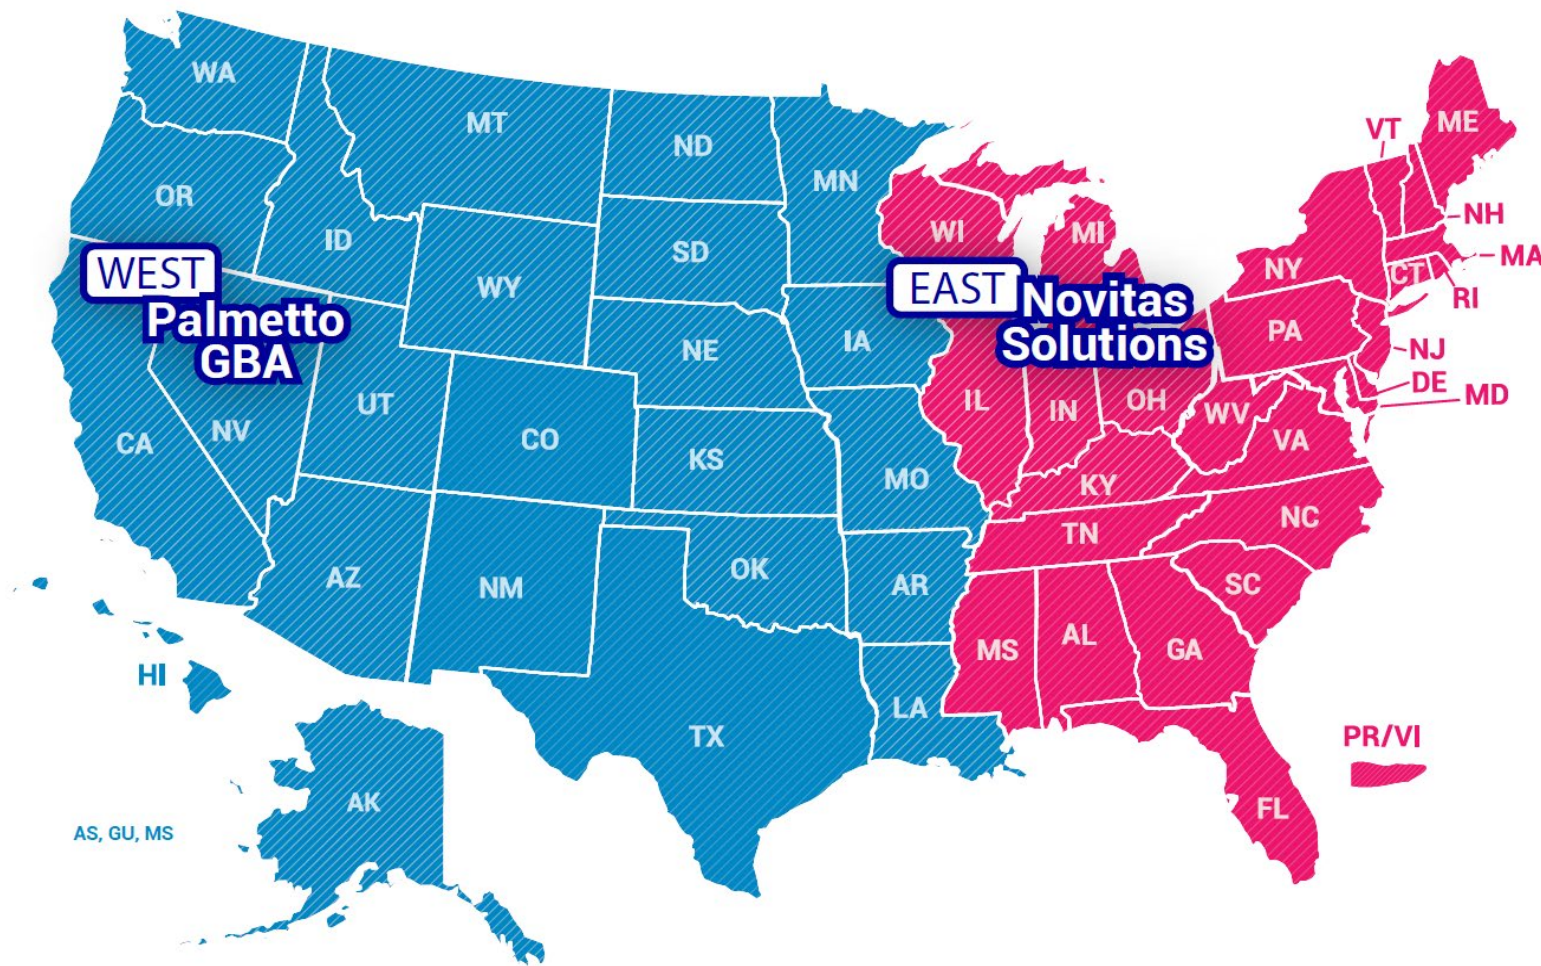 WA
MT
ND
MN
VT
ME
OR
ID
SD
WI
MI
NH
WY
NY
MA
CT
RI
WEST
Palmetto
GBA
EAST
Novitas
Solutions
NE
IA
PA
NJ
DE
MD
UT
IL
IN
OH
WV
VA
CA
NV
CO
KS
MO
KY
NC
TN
AZ
NM
OK
AR
SC
HI
TX
LA
MS
AL
GA
PR/VI
AK
FL
AS, GU, MS